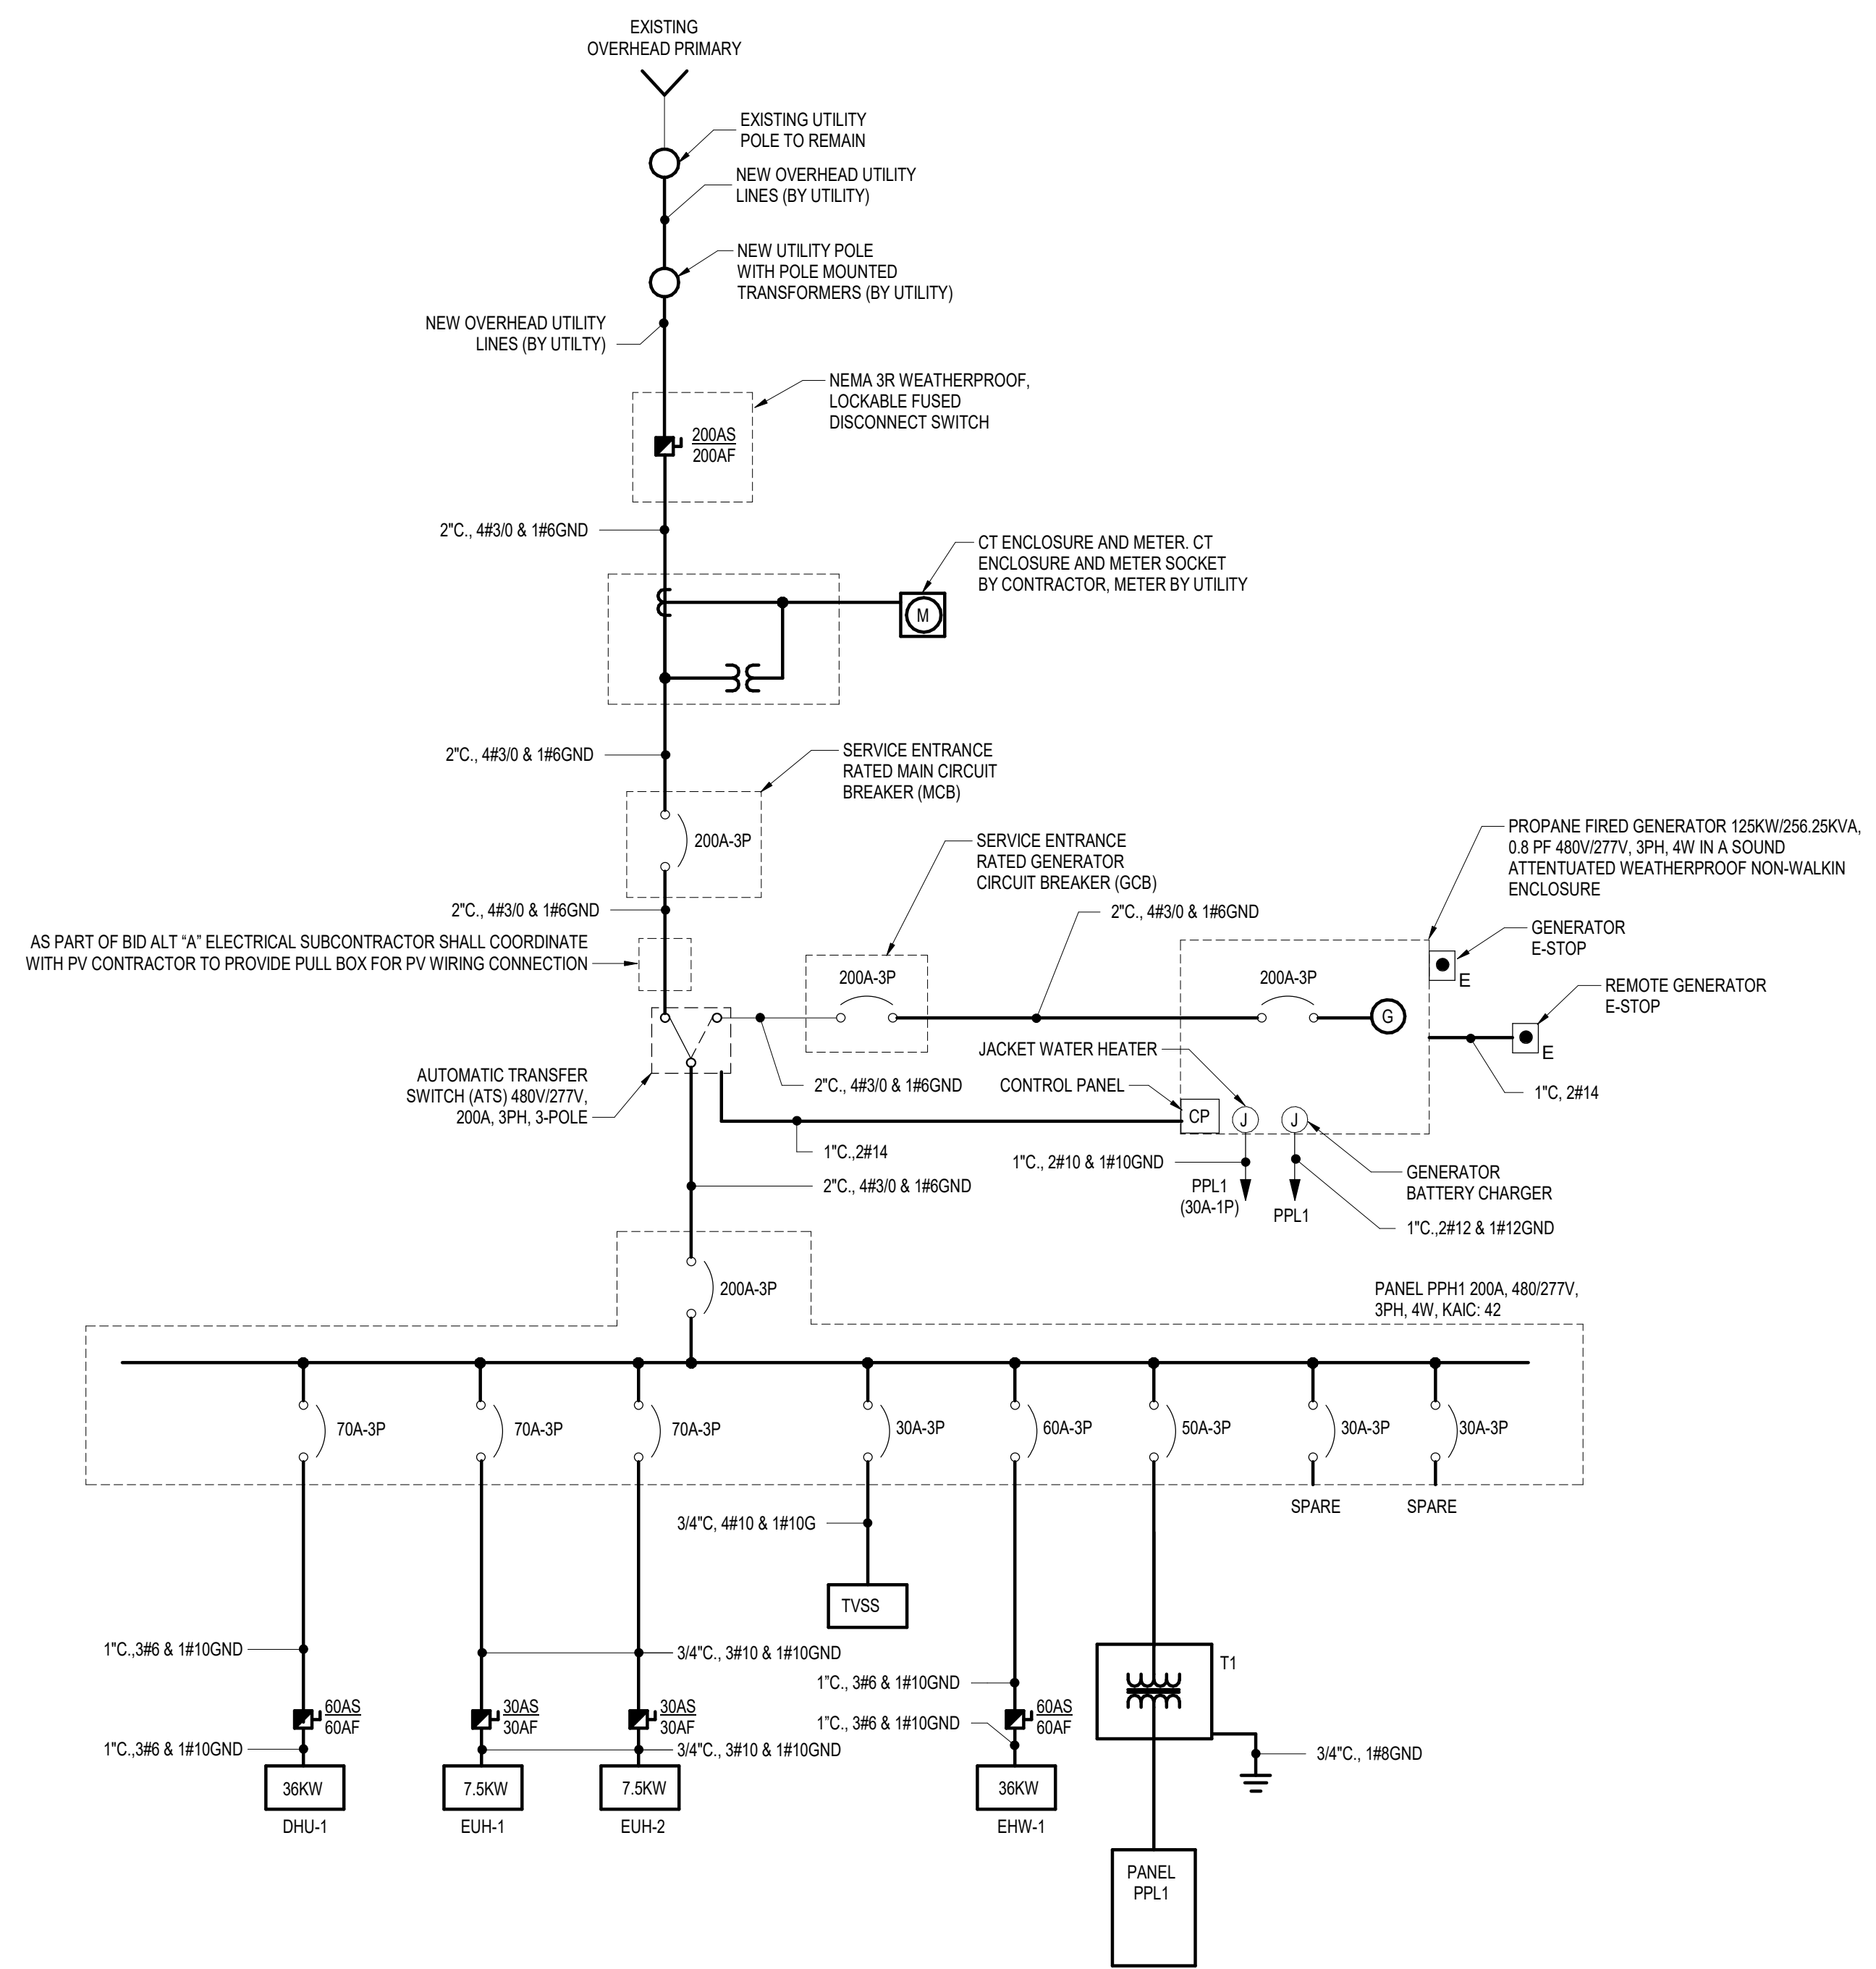 EXISTING
OVERHEAD PRIMARY
EXISTING UTILITY
POLE TO REMAIN
NEW OVERHEAD UTILITY
LINES (BY UTILITY)
NEW UTILITY POLE
WITH POLE MOUNTED
TRANSFORMERS (BY UTILITY)
NEW OVERHEAD UTILITY
LINES (BY UTILTY)
NEMA 3R WEATHERPROOF,
LOCKABLE FUSED
DISCONNECT SWITCH
200AS
200AF
2"C., 4#3/0 & 1#6GND
CT ENCLOSURE AND METER. CT
ENCLOSURE AND METER SOCKET
BY CONTRACTOR, METER BY UTILITY
M
2"C., 4#3/0 & 1#6GND
SERVICE ENTRANCE
RATED MAIN CIRCUIT
BREAKER (MCB)
200A-3P
SERVICE ENTRANCE
RATED GENERATOR
CIRCUIT BREAKER (GCB)
PROPANE FIRED GENERATOR 125KW/256.25KVA,
0.8 PF 480V/277V, 3PH, 4W IN A SOUND
ATTENTUATED WEATHERPROOF NON-WALKIN
ENCLOSURE
2"C., 4#3/0 & 1#6GND
2"C., 4#3/0 & 1#6GND
GENERATOR
E-STOP
E
AS PART OF BID ALT “A” ELECTRICAL SUBCONTRACTOR SHALL COORDINATE
WITH PV CONTRACTOR TO PROVIDE PULL BOX FOR PV WIRING CONNECTION
200A-3P
200A-3P
G
REMOTE GENERATOR
E-STOP
E
JACKET WATER HEATER
CONTROL PANEL
2"C., 4#3/0 & 1#6GND
1"C, 2#14
AUTOMATIC TRANSFER
SWITCH (ATS) 480V/277V,
200A, 3PH, 3-POLE
CP
J
J
1"C.,2#14
1"C., 2#10 & 1#10GND
GENERATOR
BATTERY CHARGER
2"C., 4#3/0 & 1#6GND
PPL1
(30A-1P)
PPL1
1"C.,2#12 & 1#12GND
200A-3P
PANEL PPH1 200A, 480/277V,
3PH, 4W, KAIC: 42
70A-3P
70A-3P
70A-3P
30A-3P
60A-3P
50A-3P
30A-3P
30A-3P
SPARE
SPARE
3/4"C, 4#10 & 1#10G
TVSS
1"C.,3#6 & 1#10GND
3/4"C., 3#10 & 1#10GND
T1
1”C., 3#6 & 1#10GND
60AS
60AF
30AS
30AF
30AS
30AF
60AS
60AF
1”C., 3#6 & 1#10GND
1"C.,3#6 & 1#10GND
3/4"C., 3#10 & 1#10GND
3/4"C., 1#8GND
36KW
7.5KW
7.5KW
36KW
DHU-1
EUH-1
EUH-2
EHW-1
PANEL
PPL1